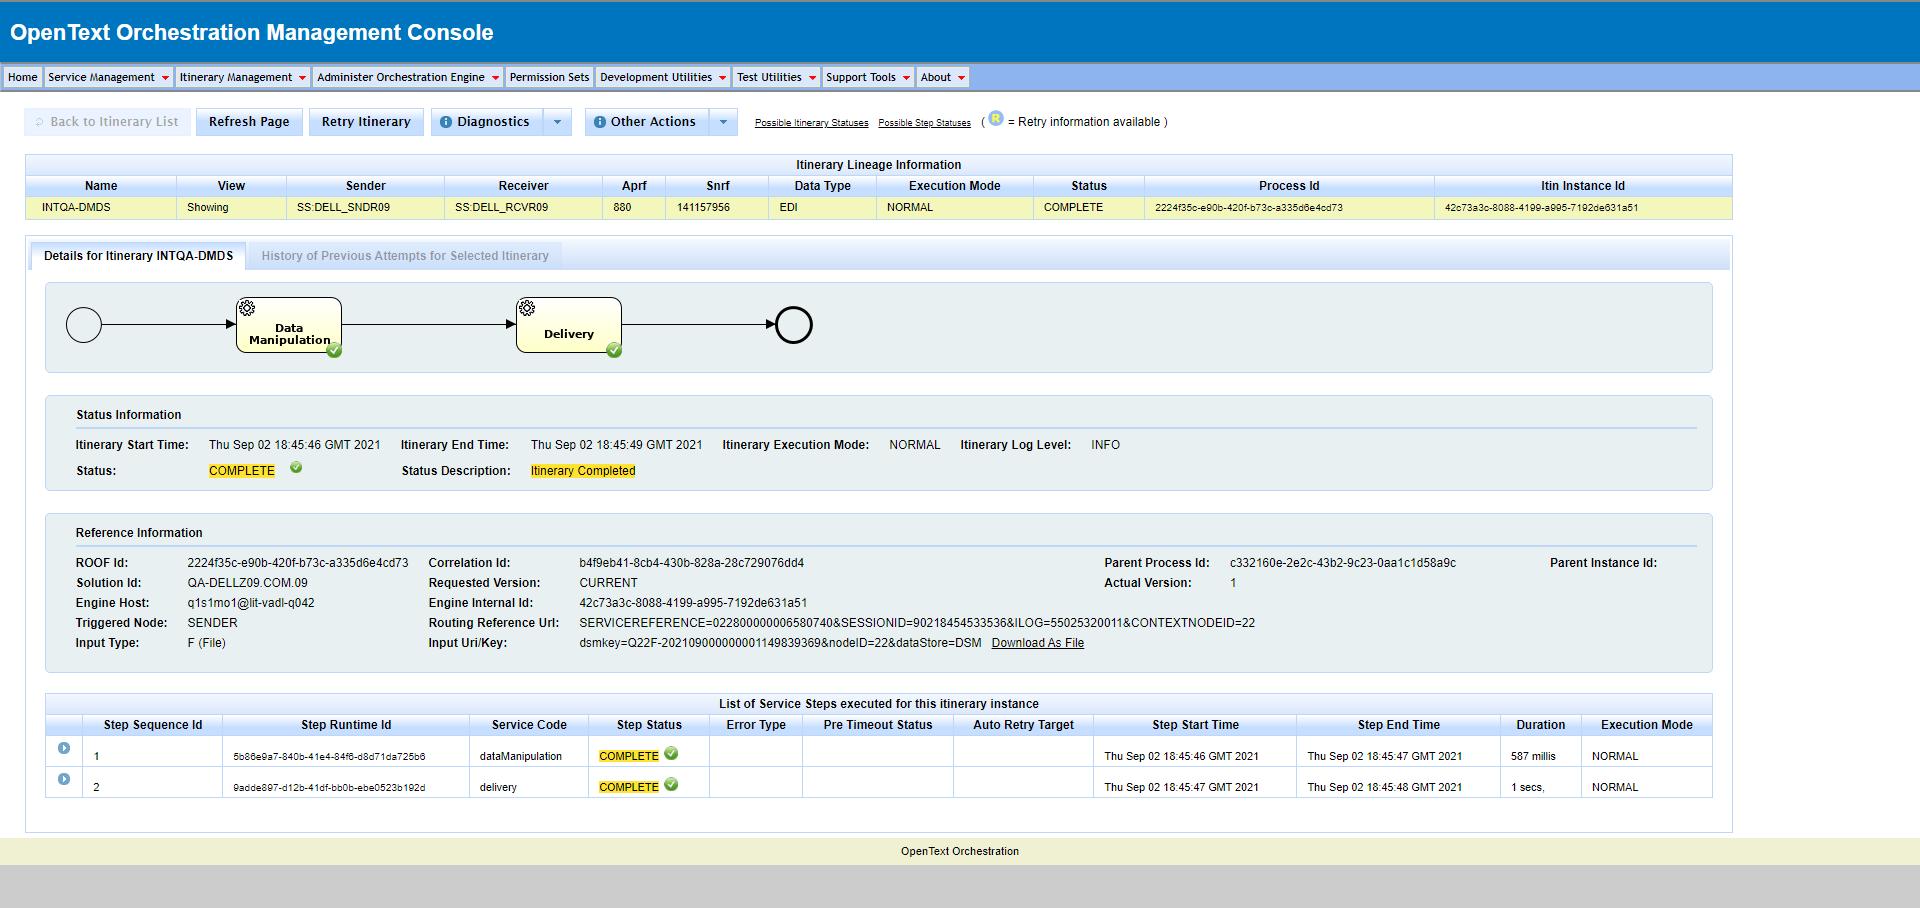 OpenText Orchestration Management Console
Home Service Management Itinerary Management Administer Orchestration Engine Permission Sets Development Utilities Test Utilities Support Tools About
Back to Itinerary List Refresh Page Retry Itinerary Diagnostics Other Actions Possible Itinerary Statuses Possible Step Statuses ( R = Retry information available )
Itinerary Lineage Information
Name View Sender Receiver Aprf Snrf Data Type Execution Mode Status Process Id Itin Instance Id
INTQA-DMDS Showing SS:DELL_SNDR09 SS:DELL_RCVR09 880 141157956 EDI NORMAL COMPLETE 2224f35c-e90b-420f-b73c-a335d6e4cd73 42c73a3c-8088-4199-a995-7192de631a51
Details for Itinerary INTQA-DMDS History of Previous Attempts for Selected Itinerary
Data
Manipulation
Delivery
Status Information
Itinerary Start Time: Thu Sep 02 18:45:46 GMT 2021 Itinerary End Time: Thu Sep 02 18:45:49 GMT 2021 Itinerary Execution Mode: NORMAL Itinerary Log Level: INFO
Status: COMPLETE Status Description: Itinerary Completed
Reference Information
ROOF Id: 2224f35c-e90b-420f-b73c-a335d6e4cd73 Correlation Id: b4f9eb41-8cb4-430b-828a-28c729076dd4 Parent Process Id: c332160e-2e2c-43b2-9c23-0aa1c1d58a9c Parent Instance Id:
Solution Id: QA-DELLZ09.COM.09 Requested Version: CURRENT Actual Version: 1
Engine Host: q1s1mo1@lit-vadl-q042 Engine Internal Id: 42c73a3c-8088-4199-a995-7192de631a51
Triggered Node: SENDER Routing Reference Url: SERVICEREFERENCE=022800000006580740&SESSIONID=90218454533536&ILOG=55025320011&CONTEXTNODEID=22
Input Type: F (File) Input Uri/Key: dsmkey=Q22F-202109000000001149839369&nodeID=22&dataStore=DSM Download As File
List of Service Steps executed for this itinerary instance
Step Sequence Id Step Runtime Id Service Code Step Status Error Type Pre Timeout Status Auto Retry Target Step Start Time Step End Time Duration Execution Mode
1 5b86e9a7-840b-41e4-84f6-d8d71da725b6 dataManipulation COMPLETE Thu Sep 02 18:45:46 GMT 2021 Thu Sep 02 18:45:47 GMT 2021 587 millis NORMAL
2 9adde897-d12b-41df-bb0b-ebe0523b192d delivery COMPLETE Thu Sep 02 18:45:47 GMT 2021 Thu Sep 02 18:45:48 GMT 2021 1 secs, NORMAL
OpenText Orchestration